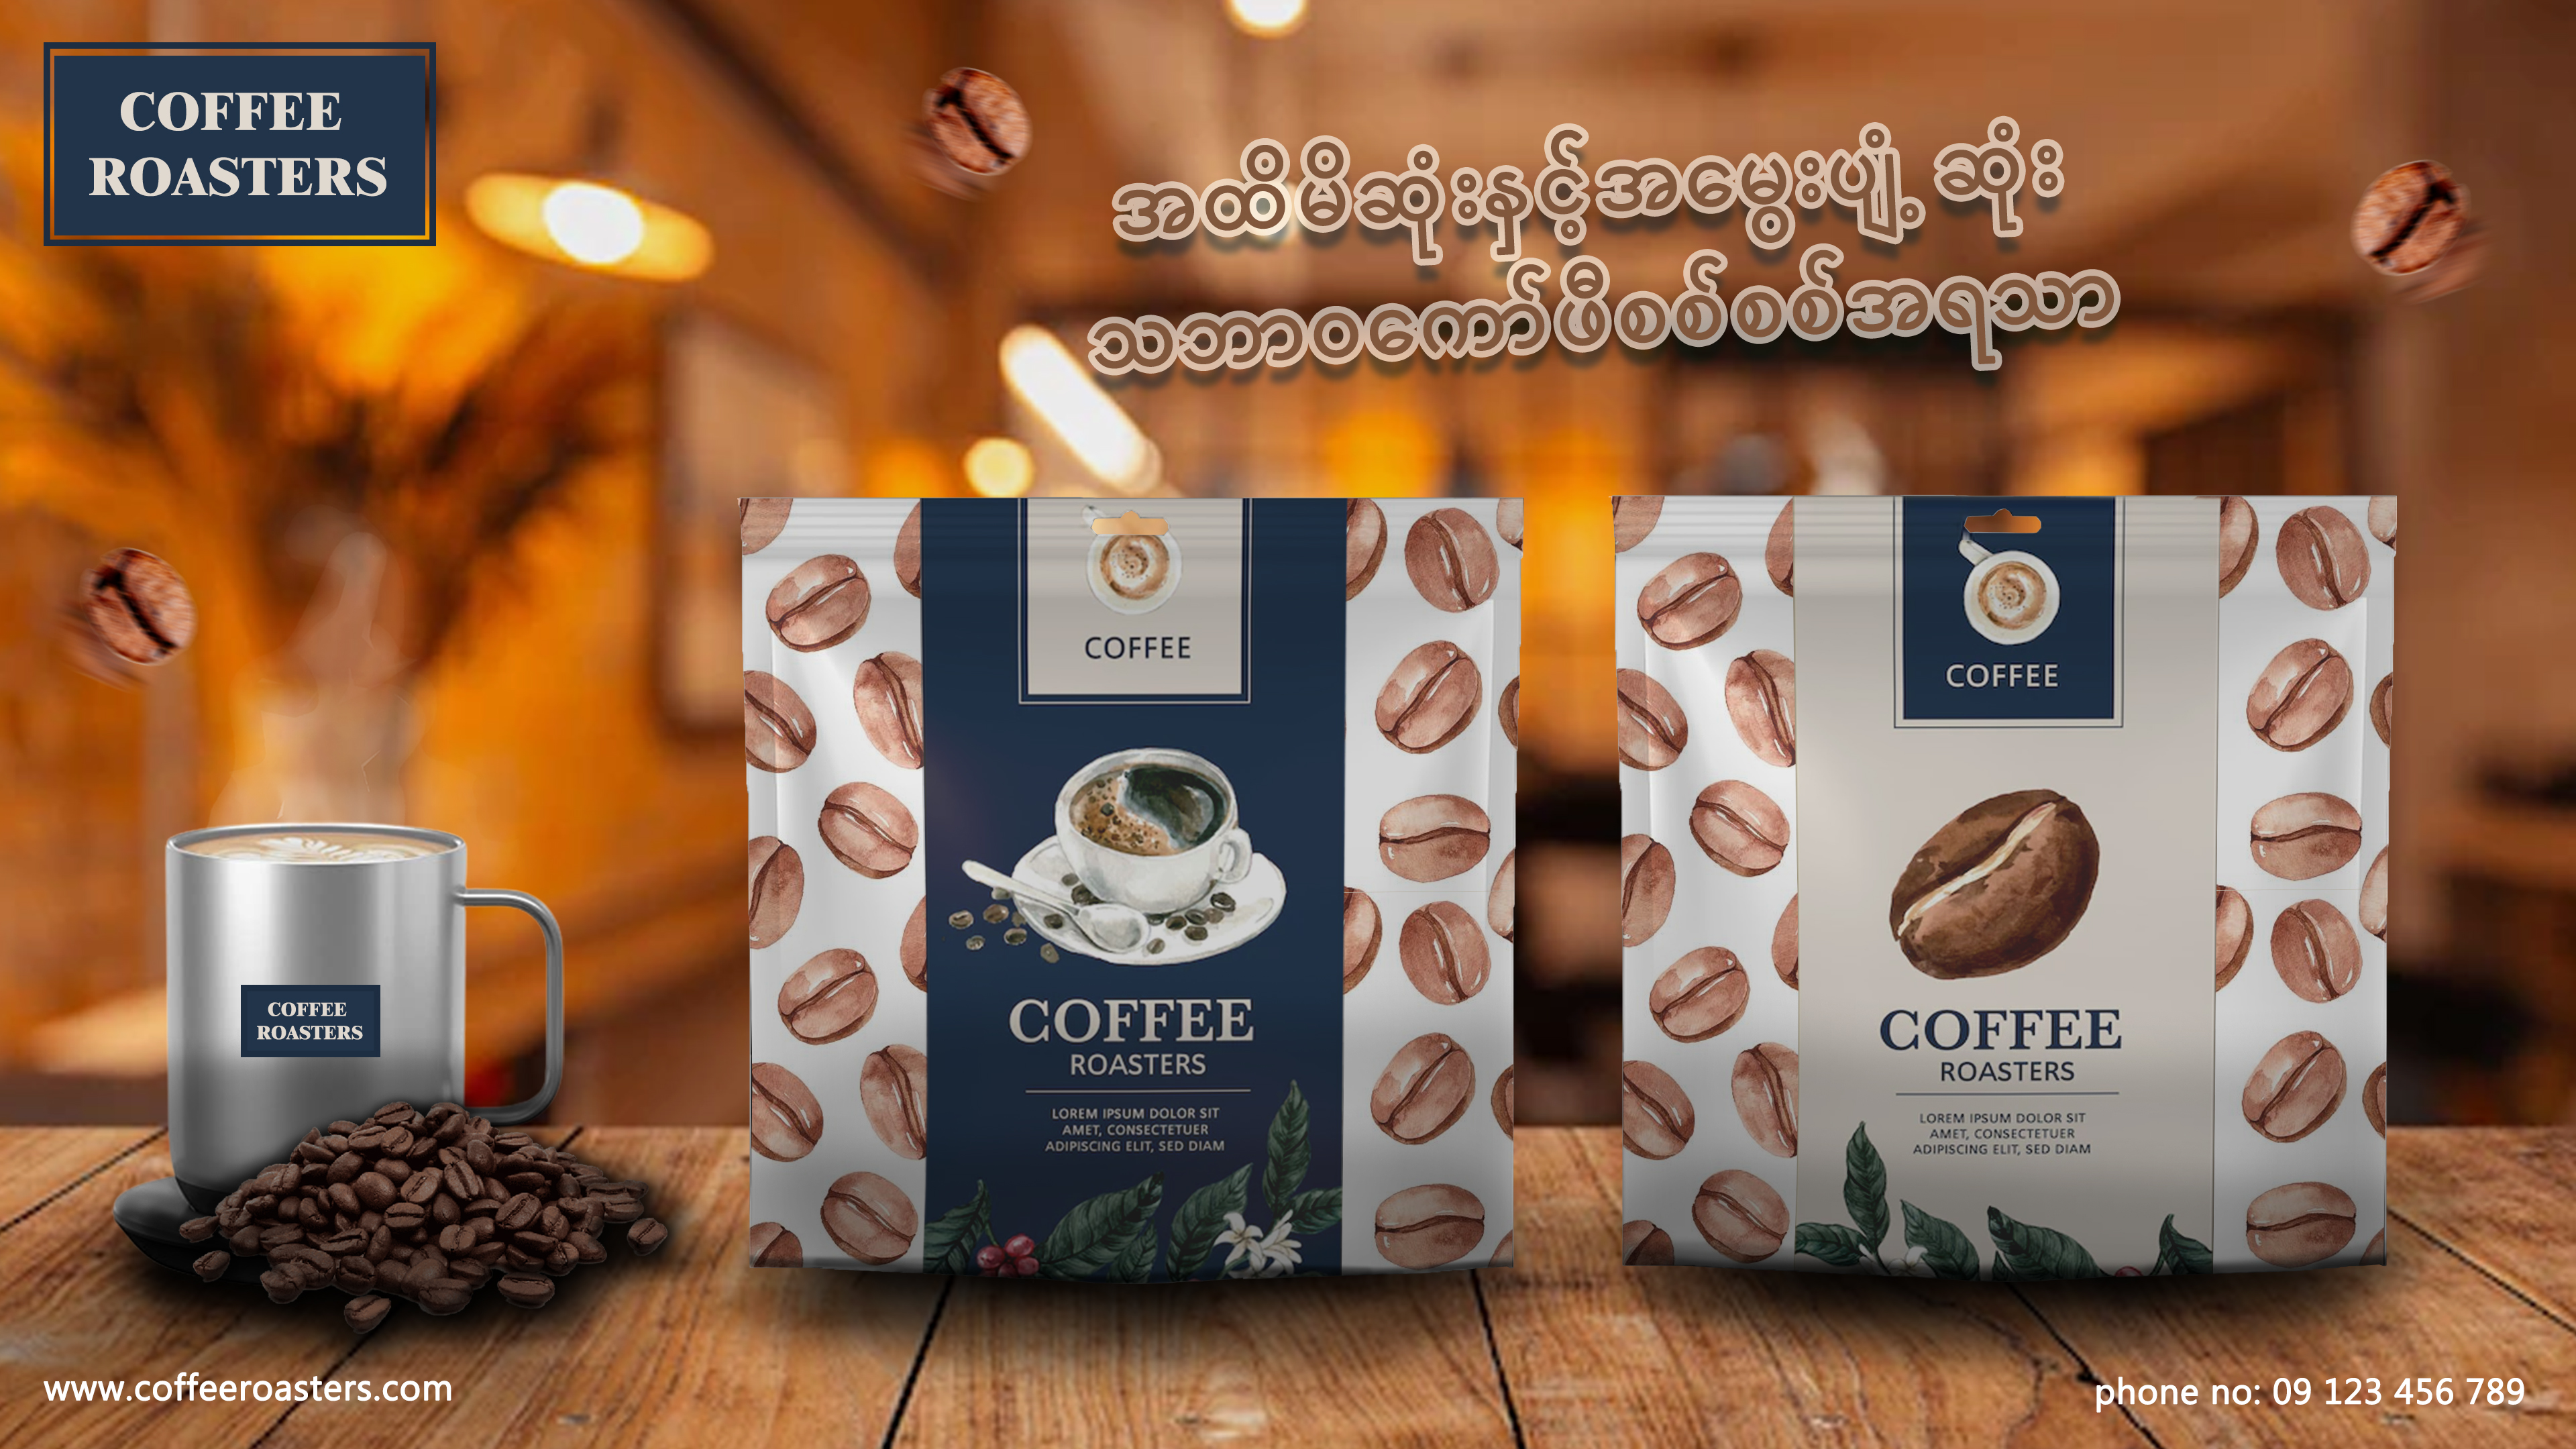 COFFEE
ROASTERS
အထိမိဆုံးနှင့်အမွှေးပျံ့ဆုံး
သဘာဝကော်ဖီစစ်စစ်အရသာ
COFFEE
COFFEE
ROASTERS
LOREM IPSUM DOLOR SIT
AMET, CONSECTETUER
ADIPISCING ELIT, SED DIAM
COFFEE
COFFEE
ROASTERS
LOREM IPSUM DOLOR SIT
AMET, CONSECTETUER
ADIPISCING ELIT, SED DIAM
COFFEE
ROASTERS
www.coffeeroasters.com
phone no: 09 123 456 789